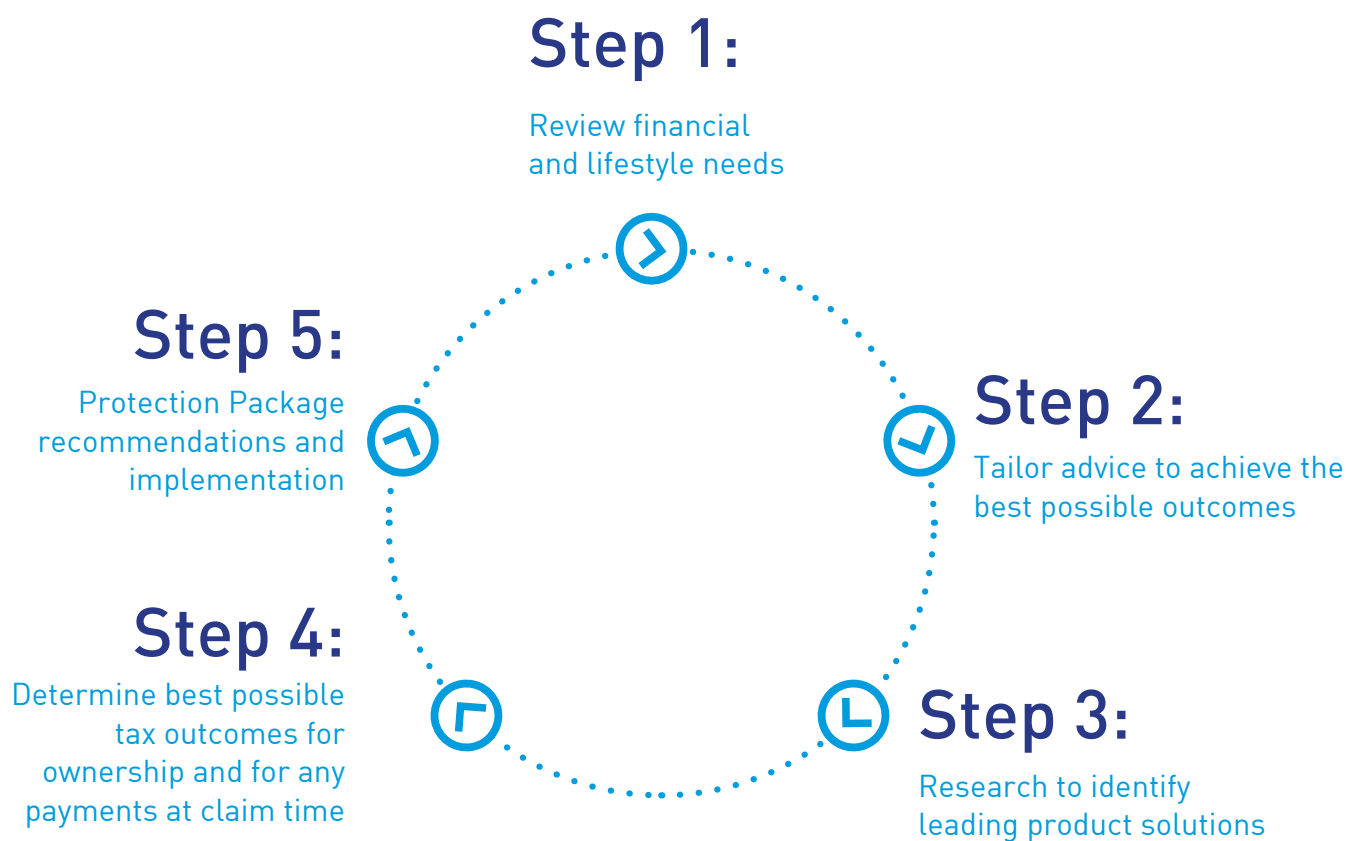 Step 1:
Review financial
and lifestyle needs
Step 2:
Tailor advice to achieve the
best possible outcomes
Step 3:
Research to identify
leading product solutions
Step 4:
Determine best possible
tax outcomes for
ownership and for any
payments at claim time
Step 5:
Protection Package
recommendations and
implementation